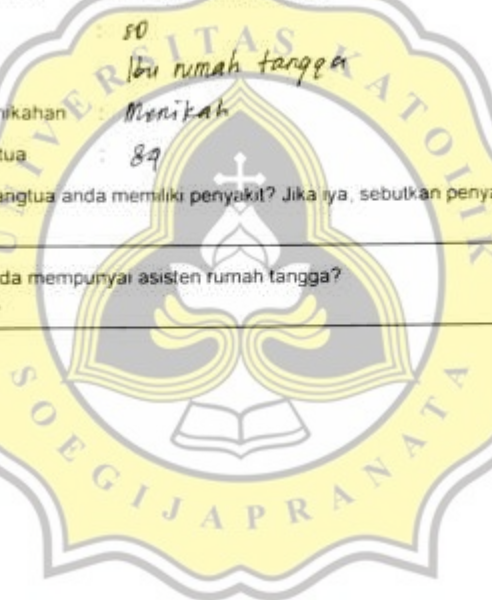 : SD
Ibu rumah tangga
nikahan : Menikah
tua : 89
angtua anda memiliki penyakit? Jika iya, sebutkan penya
da mempunyai asisten rumah tangga?
UNIVERSITAS KATOLIK
SOEGIJAPRANATA